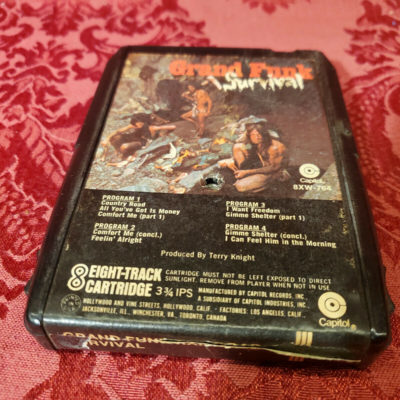 Grand Funk
Survival
Capitol
8XW-764
PROGRAM 1
Country Road
All You've Got Is Money
Comfort Me (part 1)
PROGRAM 2
Comfort Me (concl.)
Feelin' Alright
PROGRAM 3
I Want Freedom
Gimme Shelter (part 1)
PROGRAM 4
Gimme Shelter (concl.)
I Can Feel Him in the Morning
Produced By Terry Knight
8 EIGHT-TRACK
CARTRIDGE 3¾ IPS
CARTRIDGE MUST NOT BE LEFT EXPOSED TO DIRECT
SUNLIGHT. REMOVE FROM PLAYER WHEN NOT IN USE
MANUFACTURED BY CAPITOL RECORDS, INC.,
A SUBSIDIARY OF CAPITOL INDUSTRIES, INC.
HOLLYWOOD AND VINE STREETS, HOLLYWOOD, CALIF. · FACTORIES: LOS ANGELES, CALIF.
JACKSONVILLE, ILL., WINCHESTER, VA., TORONTO, CANADA
Capitol
GRAND FUNK
SURVIVAL